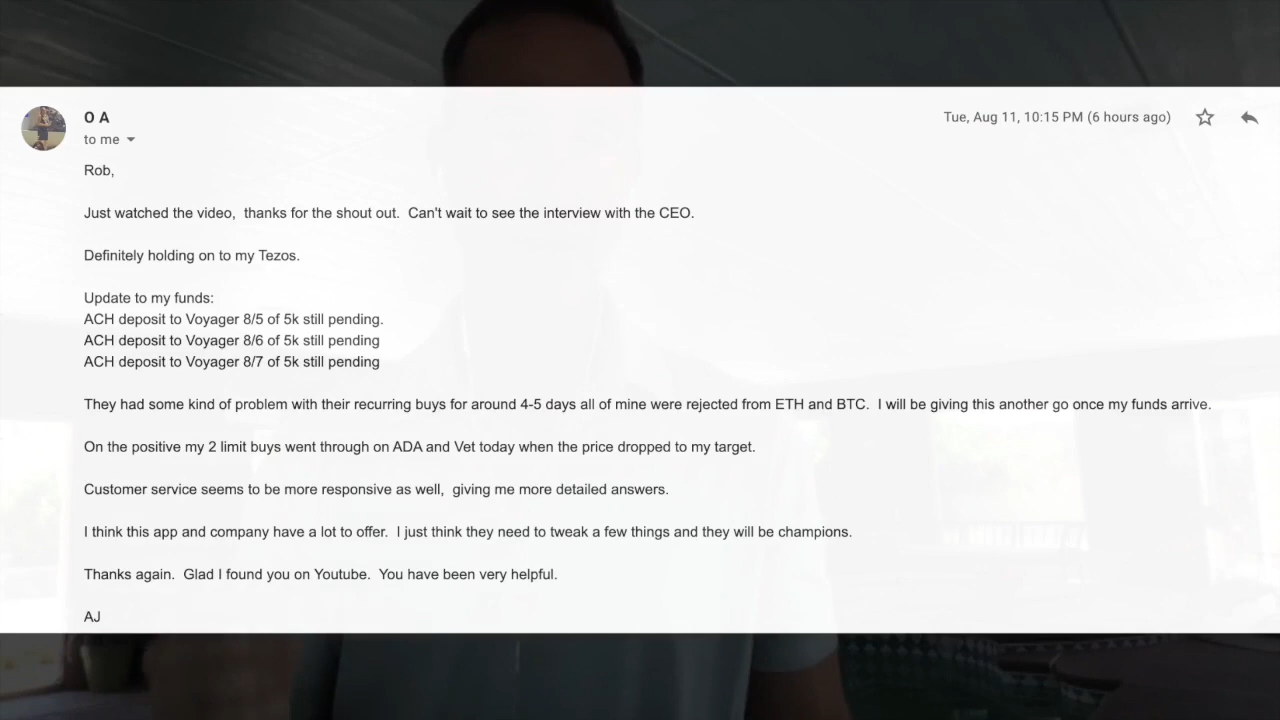 O A
Tue, Aug 11, 10:15 PM (6 hours ago)
to me
Rob,
Just watched the video,  thanks for the shout out.  Can't wait to see the interview with the CEO.
Definitely holding on to my Tezos.
Update to my funds:
ACH deposit to Voyager 8/5 of 5k still pending.
ACH deposit to Voyager 8/6 of 5k still pending
ACH deposit to Voyager 8/7 of 5k still pending
They had some kind of problem with their recurring buys for around 4-5 days all of mine were rejected from ETH and BTC.  I will be giving this another go once my funds arrive.
On the positive my 2 limit buys went through on ADA and Vet today when the price dropped to my target.
Customer service seems to be more responsive as well,  giving me more detailed answers.
I think this app and company have a lot to offer.  I just think they need to tweak a few things and they will be champions.
Thanks again.  Glad I found you on Youtube.  You have been very helpful.
AJ